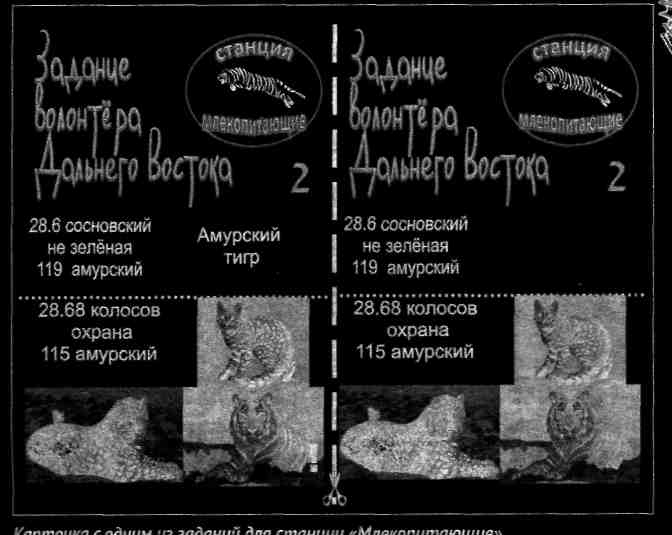 Задание
волонтёра
Дальнего Востока
2
станция
млекопитающие
28.6 сосновский
не зелёная
119 амурский
Амурский
тигр
28.68 колосов
охрана
115 амурский
Задание
волонтёра
Дальнего Востока
2
станция
млекопитающие
28.6 сосновский
не зелёная
119 амурский
28.68 колосов
охрана
115 амурский
Карточка с одним из заданий для станции «Млекопитающие»